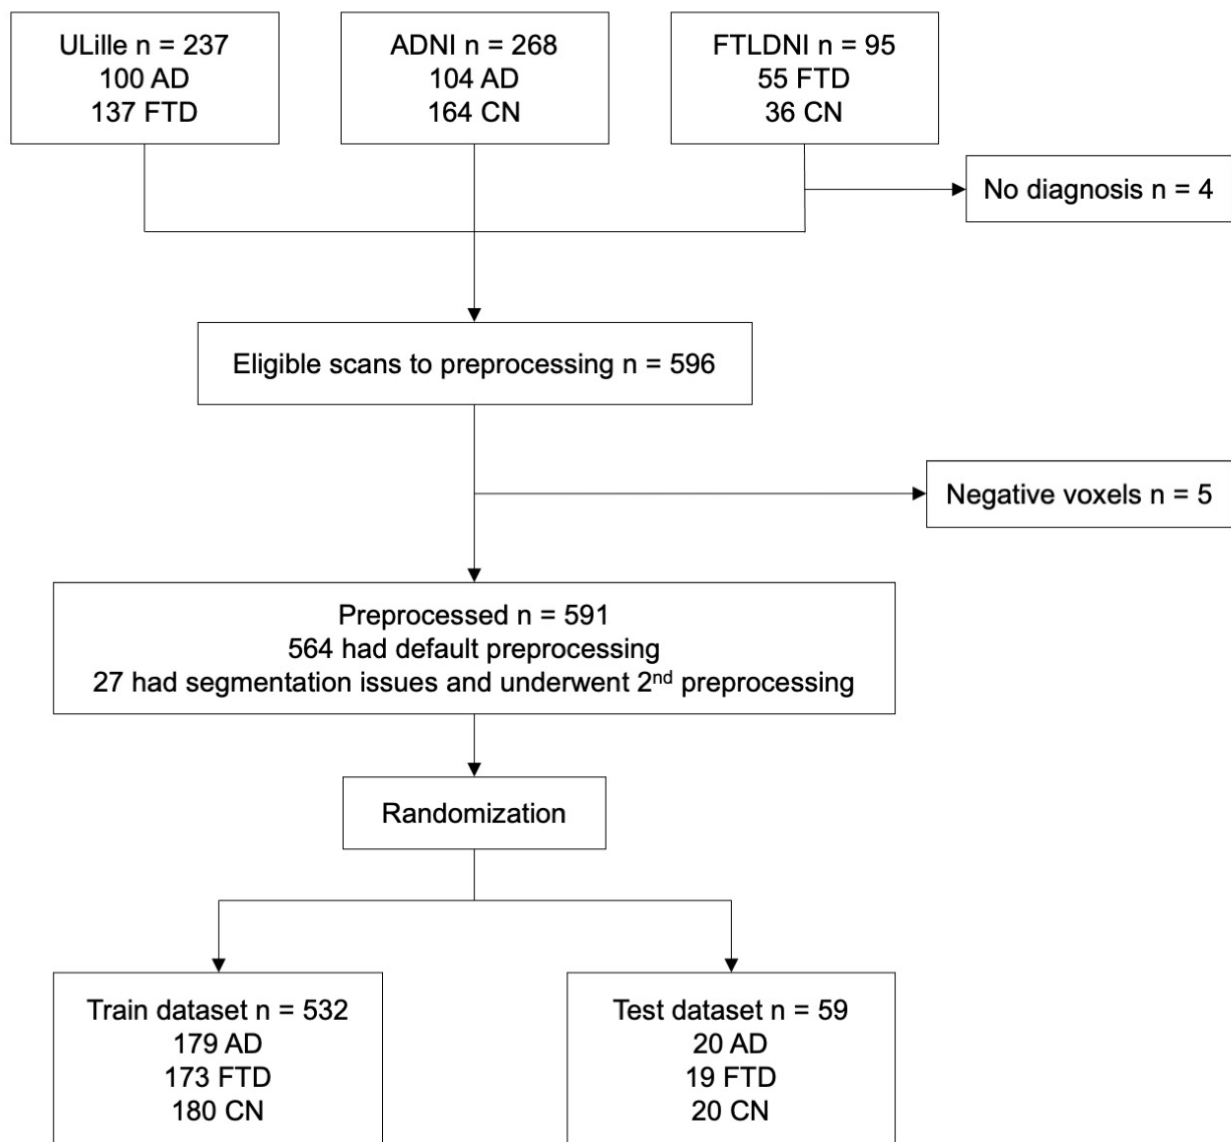 ULille n = 237
100 AD
137 FTD
ADNI n = 268
104 AD
164 CN
FTLDNI n = 95
55 FTD
36 CN
No diagnosis n = 4
Eligible scans to preprocessing n = 596
Negative voxels n = 5
Preprocessed n = 591
564 had default preprocessing
27 had segmentation issues and underwent 2nd preprocessing
Randomization
Train dataset n = 532
179 AD
173 FTD
180 CN
Test dataset n = 59
20 AD
19 FTD
20 CN